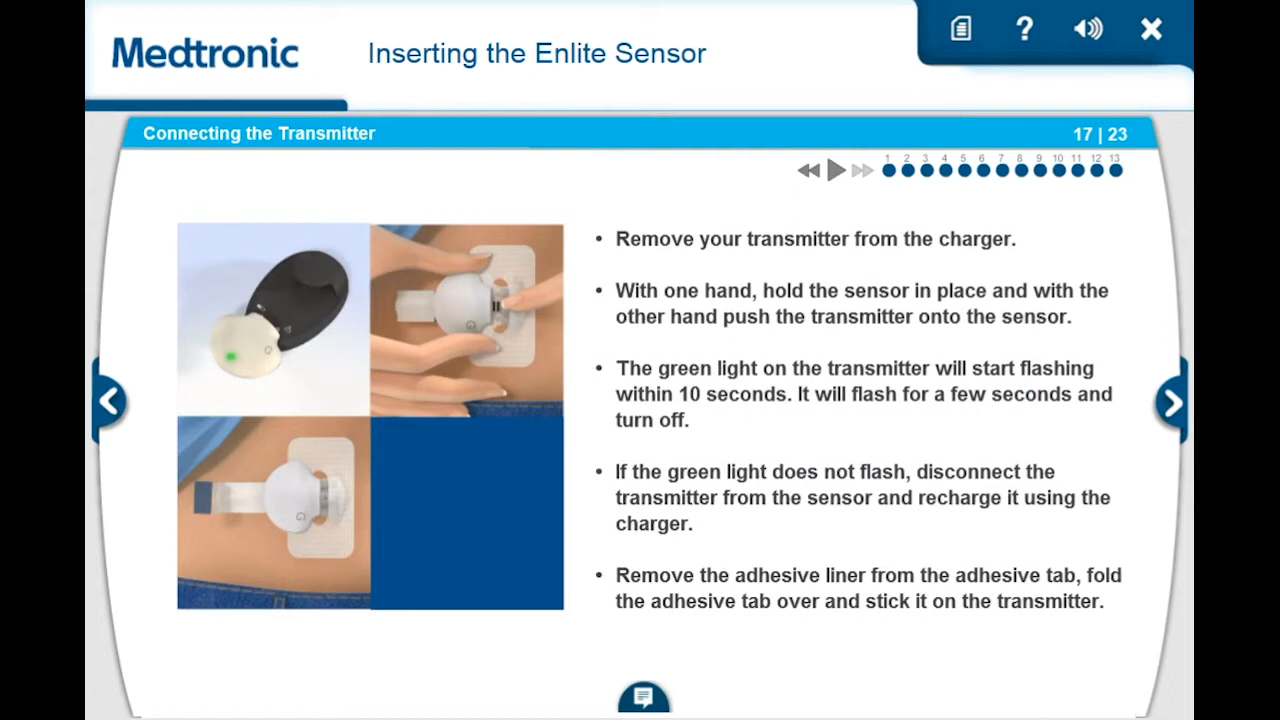 Medtronic
Inserting the Enlite Sensor
?
Connecting the Transmitter
17 | 23
1 2 3 4 5 6 7 8 9 10 11 12 13
• Remove your transmitter from the charger.
• With one hand, hold the sensor in place and with the
other hand push the transmitter onto the sensor.
• The green light on the transmitter will start flashing
within 10 seconds. It will flash for a few seconds and
turn off.
• If the green light does not flash, disconnect the
transmitter from the sensor and recharge it using the
charger.
• Remove the adhesive liner from the adhesive tab, fold
the adhesive tab over and stick it on the transmitter.